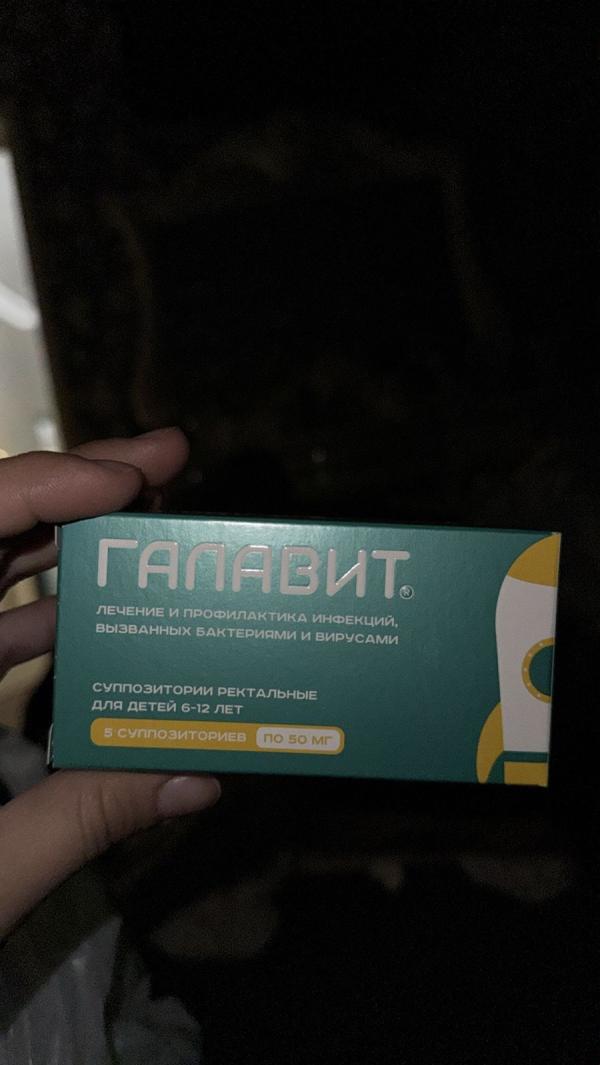 ГАЛАВИТ®
ЛЕЧЕНИЕ И ПРОФИЛАКТИКА ИНФЕКЦИЙ,
ВЫЗВАННЫХ БАКТЕРИЯМИ И ВИРУСАМИ
СУППОЗИТОРИИ РЕКТАЛЬНЫЕ
ДЛЯ ДЕТЕЙ 6-12 ЛЕТ
5 СУППОЗИТОРИЕВ ПО 50 МГ